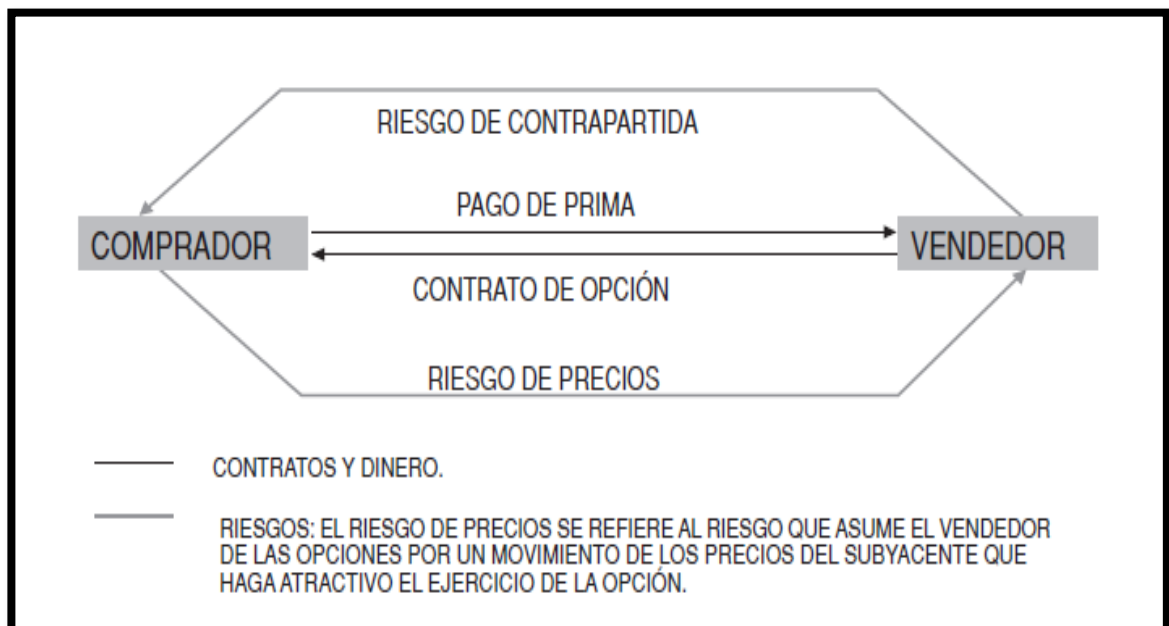 RIESGO DE CONTRAPARTIDA
PAGO DE PRIMA
COMPRADOR
VENDEDOR
CONTRATO DE OPCIÓN
RIESGO DE PRECIOS
CONTRATOS Y DINERO.
RIESGOS: EL RIESGO DE PRECIOS SE REFIERE AL RIESGO QUE ASUME EL VENDEDOR
DE LAS OPCIONES POR UN MOVIMIENTO DE LOS PRECIOS DEL SUBYACENTE QUE
HAGA ATRACTIVO EL EJERCICIO DE LA OPCIÓN.